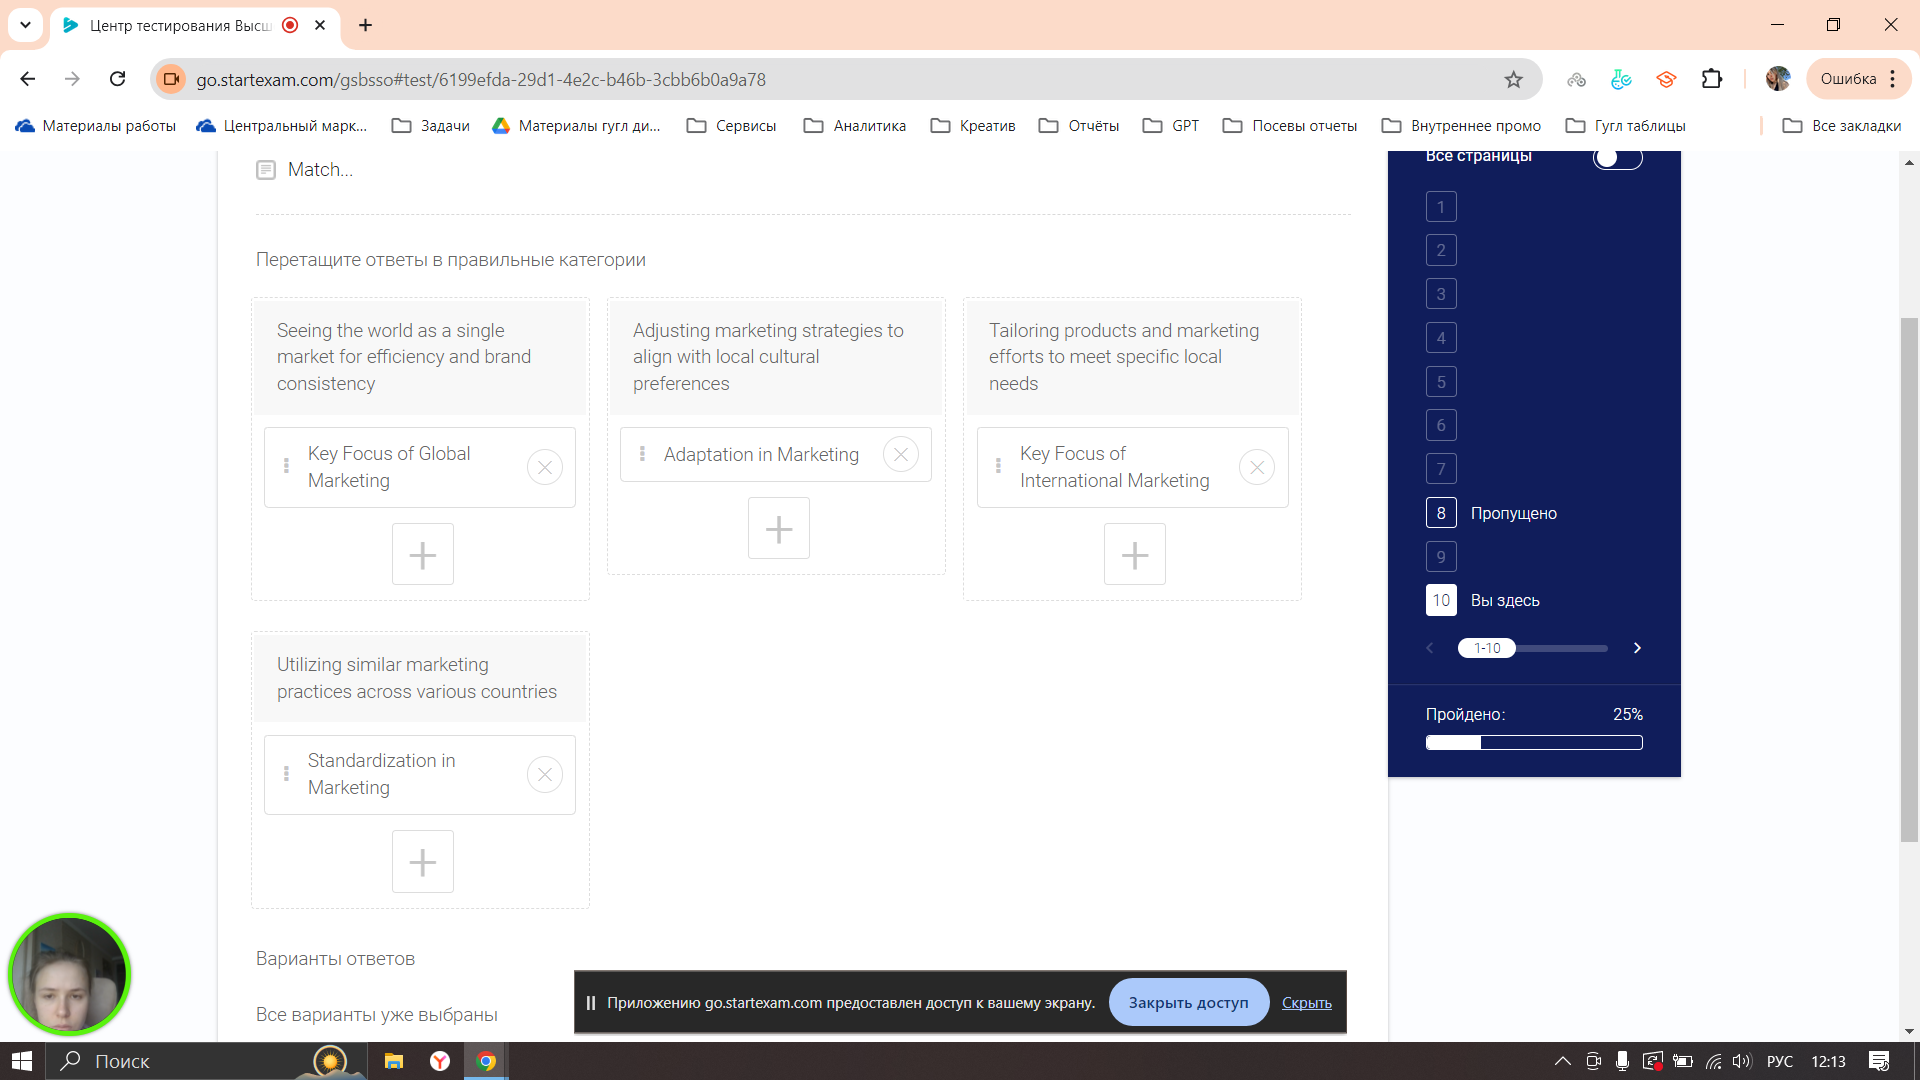 Центр тестирования Высш
go.startexam.com/gsbsso#test/6199efda-29d1-4e2c-b46b-3cbb6b0a9a78
Ошибка
Материалы работы
Центральный марк...
Задачи
Материалы гугл ди...
Сервисы
Аналитика
Креатив
Отчёты
GPT
Посевы отчеты
Внутреннее промо
Гугл таблицы
Все закладки
Match...
Перетащите ответы в правильные категории
Seeing the world as a single
market for efficiency and brand
consistency
Key Focus of Global
Marketing
Adjusting marketing strategies to
align with local cultural
preferences
Adaptation in Marketing
Tailoring products and marketing
efforts to meet specific local
needs
Key Focus of
International Marketing
Utilizing similar marketing
practices across various countries
Standardization in
Marketing
Варианты ответов
Все варианты уже выбраны
Все страницы
1
2
3
4
5
6
7
8 Пропущено
9
10 Вы здесь
1-10
Пройдено: 25%
Приложению go.startexam.com предоставлен доступ к вашему экрану.
Закрыть доступ
Скрыть
Поиск
РУС
12:13